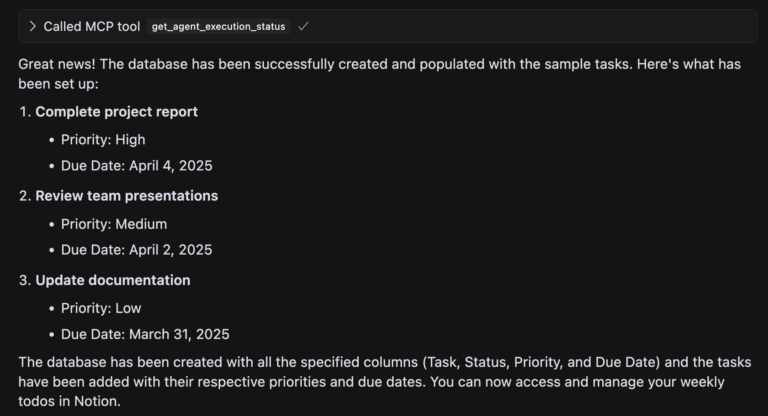 Called MCP tool get_agent_execution_status
Great news! The database has been successfully created and populated with the sample tasks. Here's what has
been set up:
1. Complete project report
• Priority: High
• Due Date: April 4, 2025
2. Review team presentations
• Priority: Medium
• Due Date: April 2, 2025
3. Update documentation
• Priority: Low
• Due Date: March 31, 2025
The database has been created with all the specified columns (Task, Status, Priority, and Due Date) and the tasks
have been added with their respective priorities and due dates. You can now access and manage your weekly
todos in Notion.